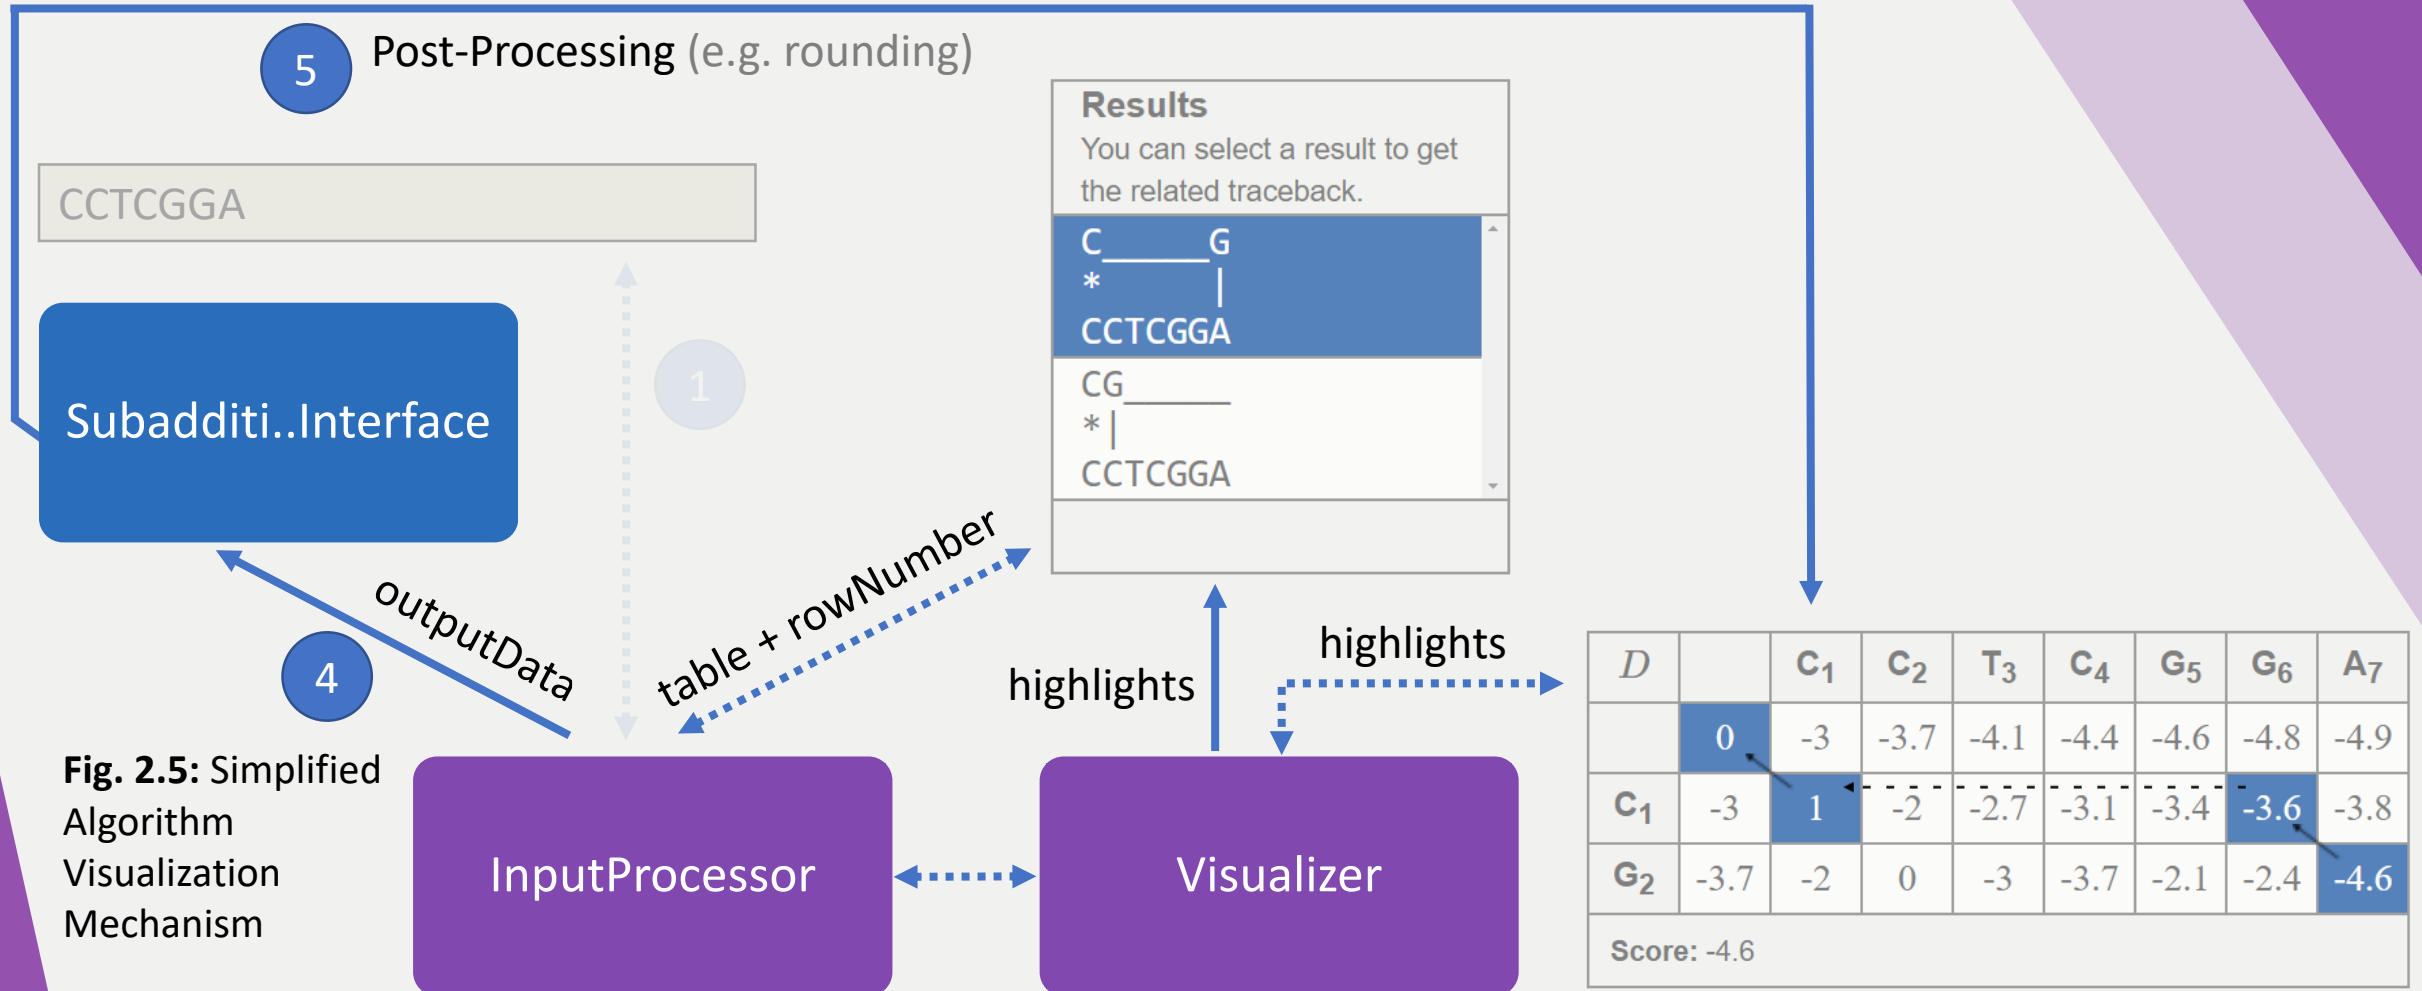 5
Post-Processing (e.g. rounding)
CCTCGGA
Subadditi..Interface
1
Results
You can select a result to get
the related traceback.
C_____G
*     |
CCTCGGA
CG_____
*|
CCTCGGA
outputData
4
table + rowNumber
highlights
highlights
Fig. 2.5: Simplified
Algorithm
Visualization
Mechanism
InputProcessor
Visualizer
D C1 C2 T3 C4 G5 G6 A7
0 -3 -3.7 -4.1 -4.4 -4.6 -4.8 -4.9
C1 -3 1 -2 -2.7 -3.1 -3.4 -3.6 -3.8
G2 -3.7 -2 0 -3 -3.7 -2.1 -2.4 -4.6
Score: -4.6